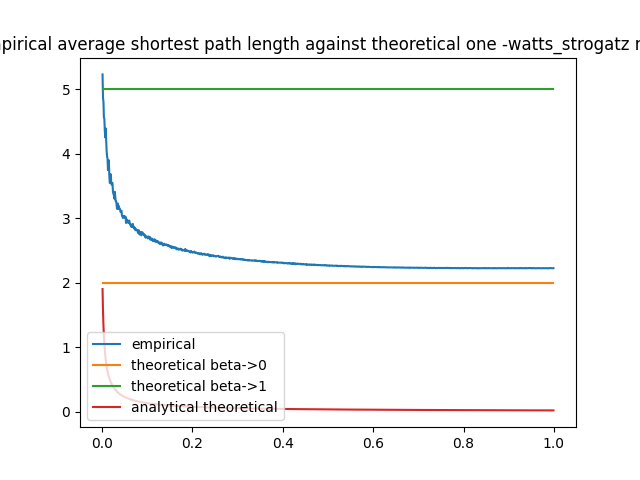 pirical average shortest path length against theoretical one -watts_strogatz
5
4
3
2
1
0
empirical
theoretical beta->0
theoretical beta->1
analytical theoretical
0.0 0.2 0.4 0.6 0.8 1.0